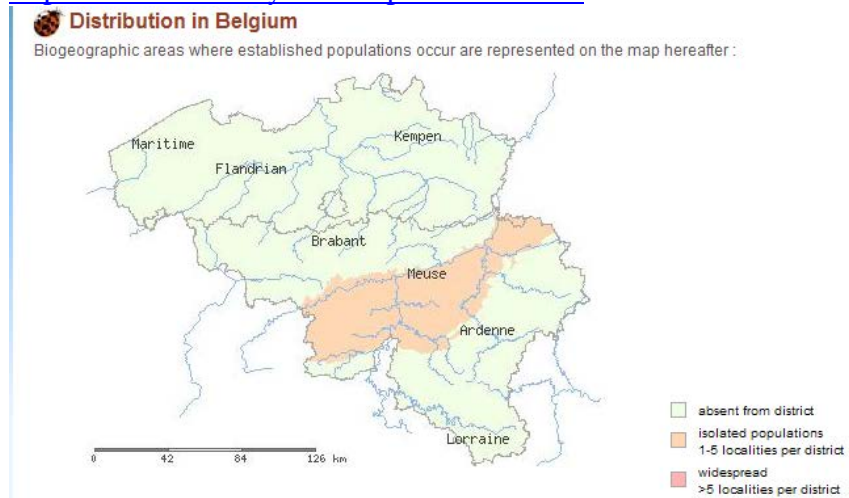 Distribution in Belgium
Biogeographic areas where established populations occur are represented on the map hereafter :
Maritime
Kempen
Flandrian
Brabant
Meuse
Ardenne
Lorraine
0 42 84 126 km
absent from district
isolated populations
1-5 localities per district
widespread
>5 localities per district